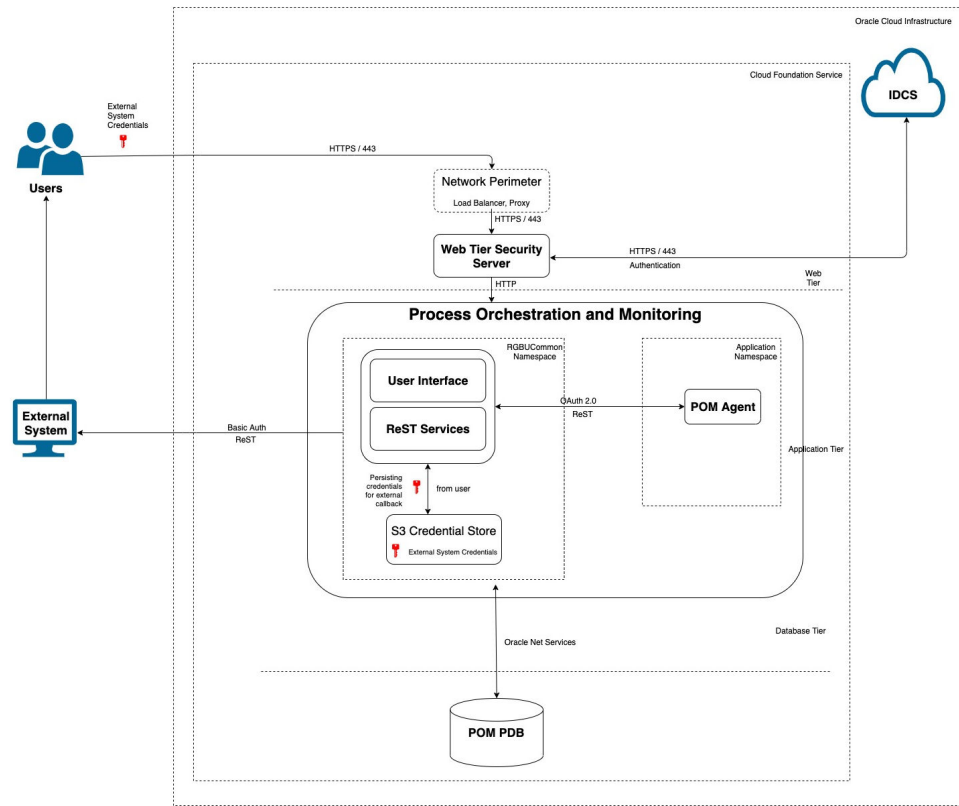 Oracle Cloud Infrastructure
Cloud Foundation Service
IDCS
External
System
Credentials
HTTPS / 443
Users
Network Perimeter
Load Balancer, Proxy
HTTPS / 443
Web Tier Security
Server
HTTPS / 443
Authentication
Web
Tier
HTTP
Process Orchestration and Monitoring
RGBUCommon
Namespace
Application
Namespace
User Interface
ReST Services
OAuth 2.0
ReST
POM Agent
External
System
Basic Auth
ReST
Application Tier
Persisting
credentials
for external
callback
from user
S3 Credential Store
External System Credentials
Database Tier
Oracle Net Services
POM PDB